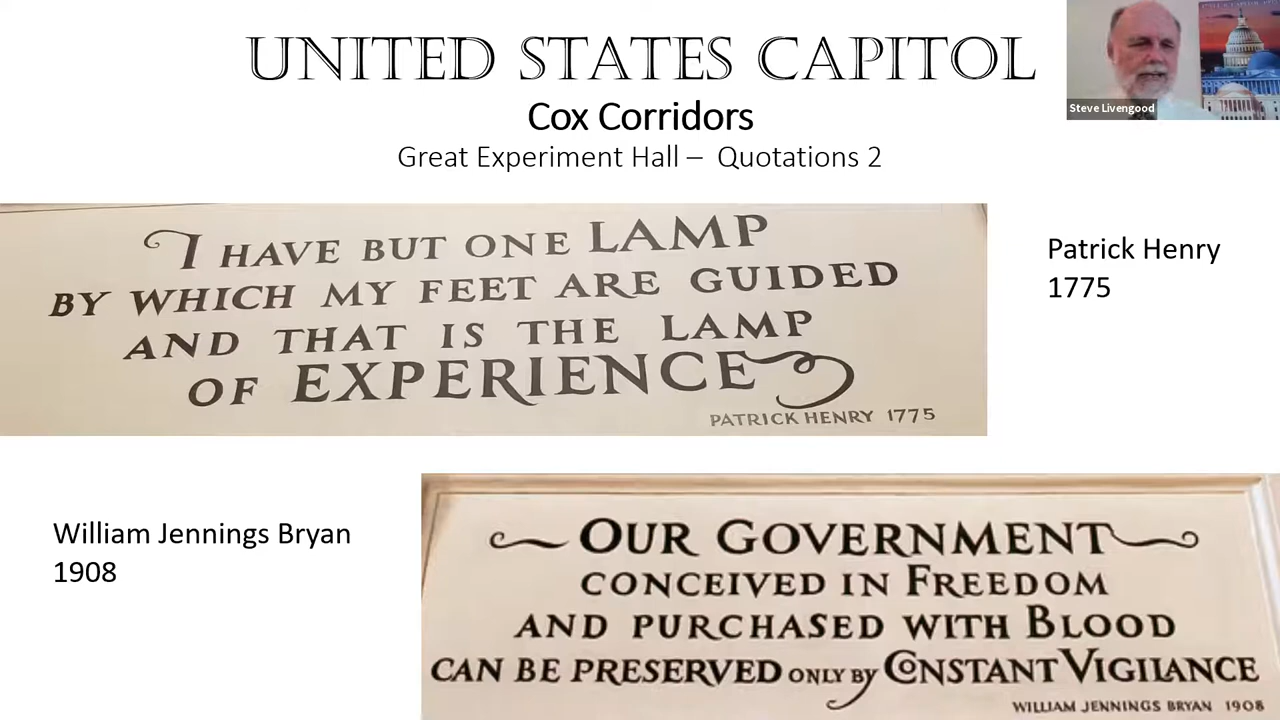 UNITED STATES CAPITOL
Cox Corridors
Great Experiment Hall – Quotations 2
Steve Livengood
I HAVE BUT ONE LAMP
BY WHICH MY FEET ARE GUIDED
AND THAT IS THE LAMP
OF EXPERIENCE
PATRICK HENRY 1775
Patrick Henry
1775
William Jennings Bryan
1908
OUR GOVERNMENT
CONCEIVED IN FREEDOM
AND PURCHASED WITH BLOOD
CAN BE PRESERVED ONLY BY CONSTANT VIGILANCE
WILLIAM JENNINGS BRYAN 1908